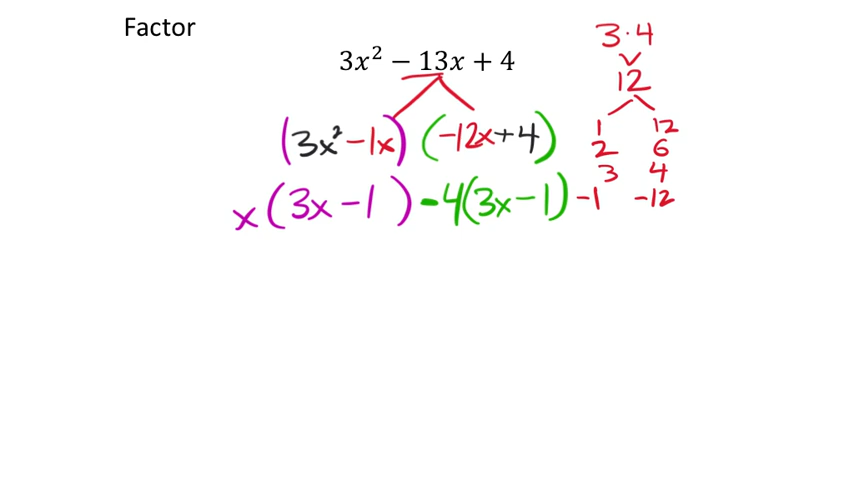 Factor
3x² − 13x + 4
3·4
12
1 12
2 6
3 4
-1 -12
(3x² -1x) (-12x+4)
x(3x-1) -4(3x-1)